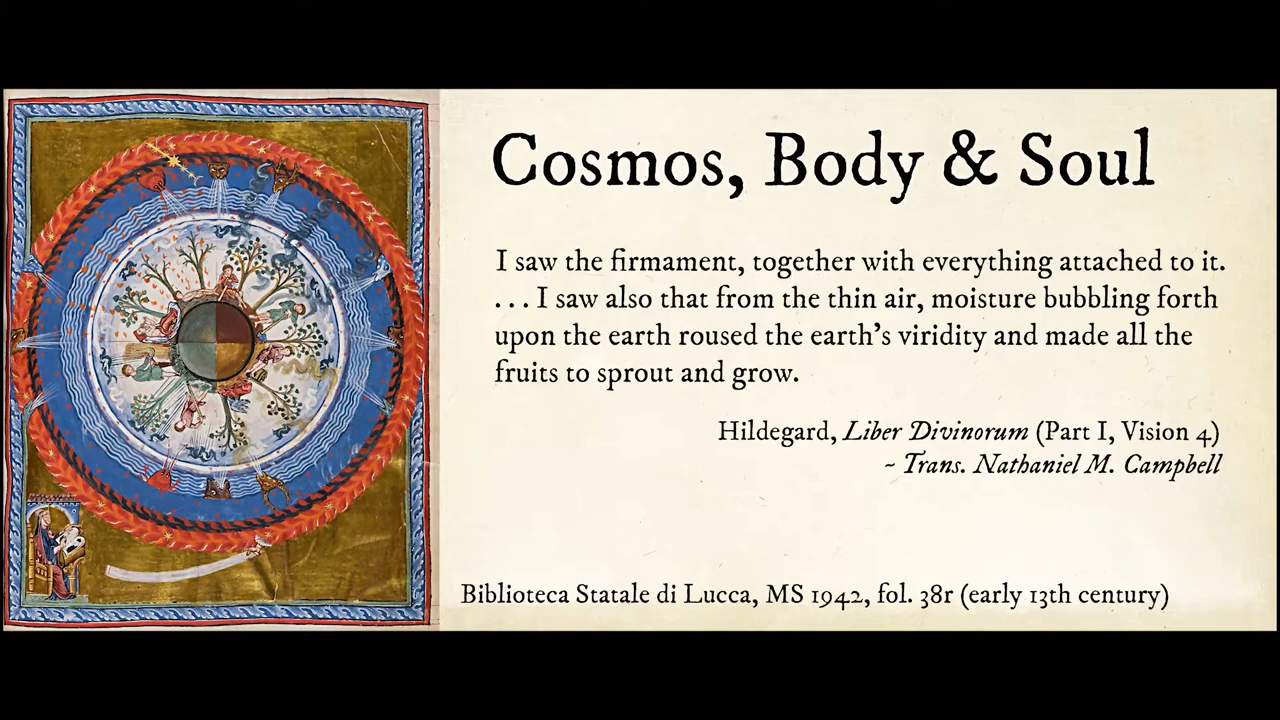 Cosmos, Body & Soul
I saw the firmament, together with everything attached to it.
. . . I saw also that from the thin air, moisture bubbling forth
upon the earth roused the earth’s viridity and made all the
fruits to sprout and grow.
Hildegard, Liber Divinorum (Part I, Vision 4)
~ Trans. Nathaniel M. Campbell
Biblioteca Statale di Lucca, MS 1942, fol. 38r (early 13th century)